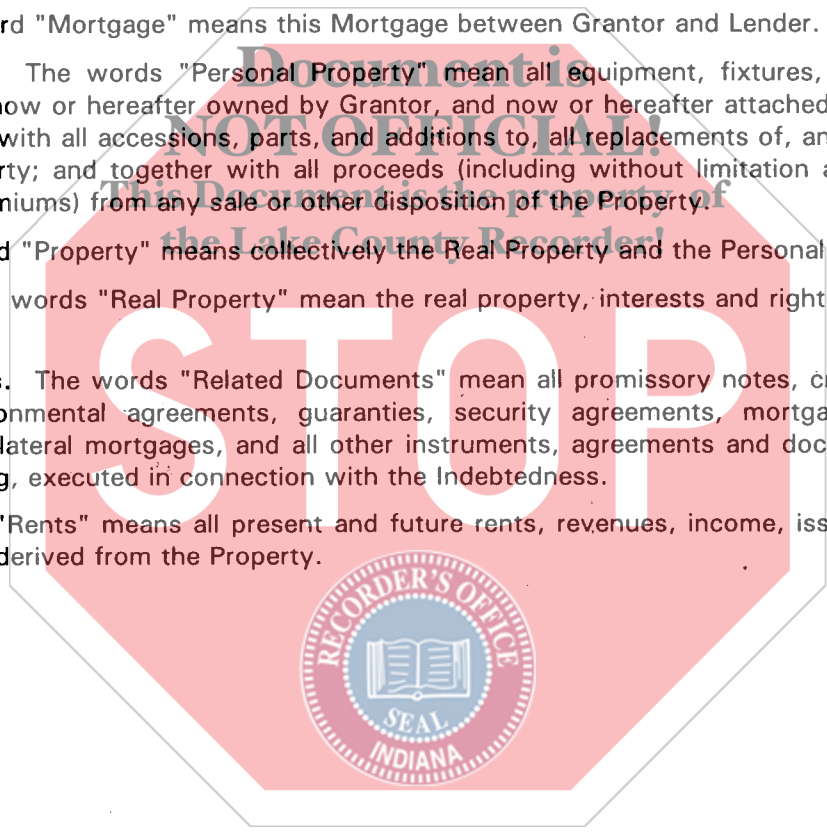 rd "Mortgage" means this Mortgage between Grantor and Lender.
The words "Personal Property" mean all equipment, fixtures,
now or hereafter owned by Grantor, and now or hereafter attached
with all accessions, parts, and additions to, all replacements of, an
rty; and together with all proceeds (including without limitation a
miums) from any sale or other disposition of the Property.
d "Property" means collectively the Real Property and the Personal
words "Real Property" mean the real property, interests and right
s. The words "Related Documents" mean all promissory notes, cr
onmental agreements, guaranties, security agreements, mortga
lateral mortgages, and all other instruments, agreements and doc
g, executed in connection with the Indebtedness.
"Rents" means all present and future rents, revenues, income, iss
derived from the Property.
Document is
NOT OFFICIAL!
This Document is the property of
the Lake County Recorder!
STOP
RECORDER'S OFFICE
SEAL
INDIANA